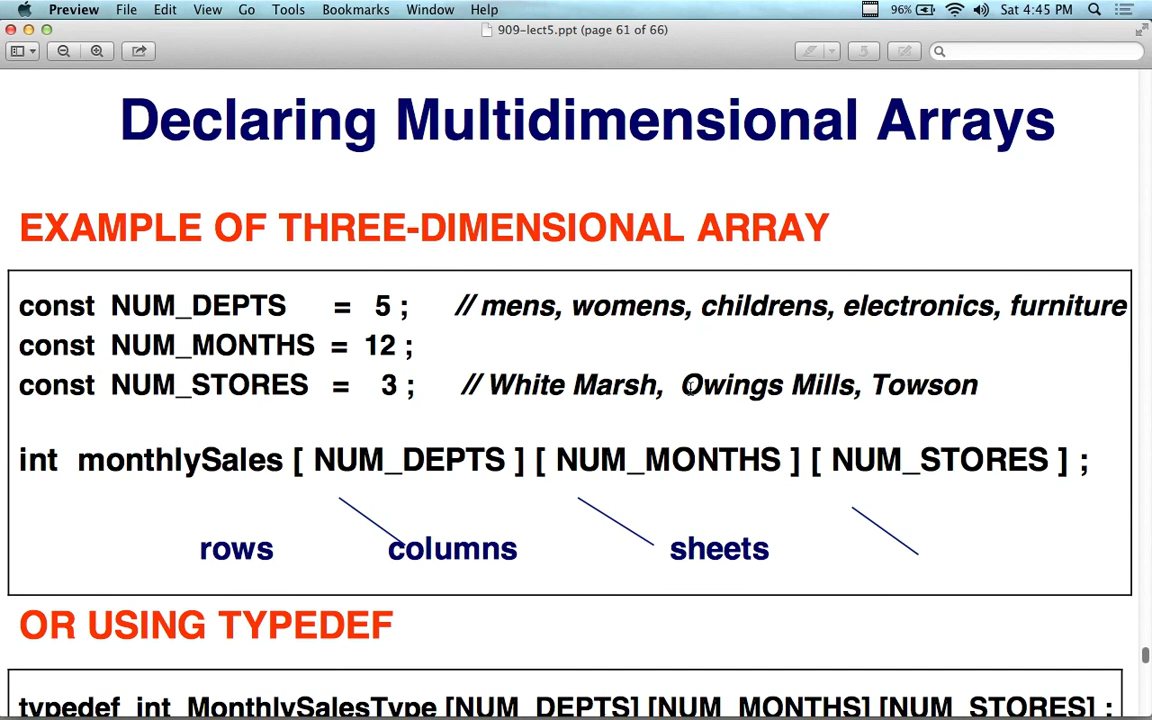 Preview File Edit View Go Tools Bookmarks Window Help 96% Sat 4:45 PM
909-lect5.ppt (page 61 of 66)
Declaring Multidimensional Arrays
EXAMPLE OF THREE-DIMENSIONAL ARRAY
const NUM_DEPTS = 5 ; // mens, womens, childrens, electronics, furniture
const NUM_MONTHS = 12 ;
const NUM_STORES = 3 ; // White Marsh, Owings Mills, Towson
int monthlySales [ NUM_DEPTS ] [ NUM_MONTHS ] [ NUM_STORES ] ;
rows columns sheets
OR USING TYPEDEF
typedef int MonthlySalesType [NUM_DEPTS] [NUM_MONTHS] [NUM_STORES] ;